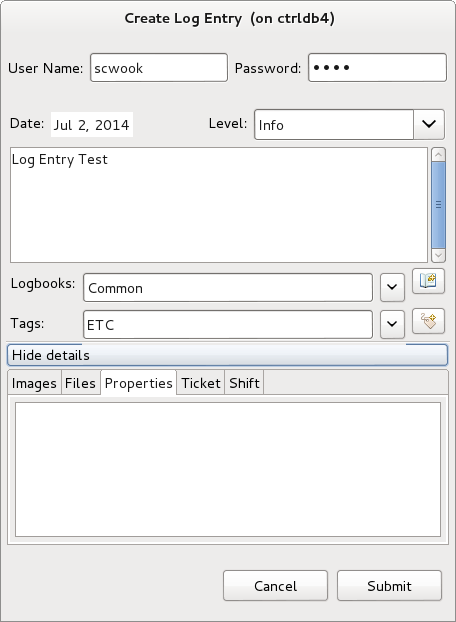 Create Log Entry (on ctrldb4)
User Name: scwook Password: ••••
Date: Jul 2, 2014 Level: Info
Log Entry Test
Logbooks: Common
Tags: ETC
Hide details
Images Files Properties Ticket Shift
Cancel Submit